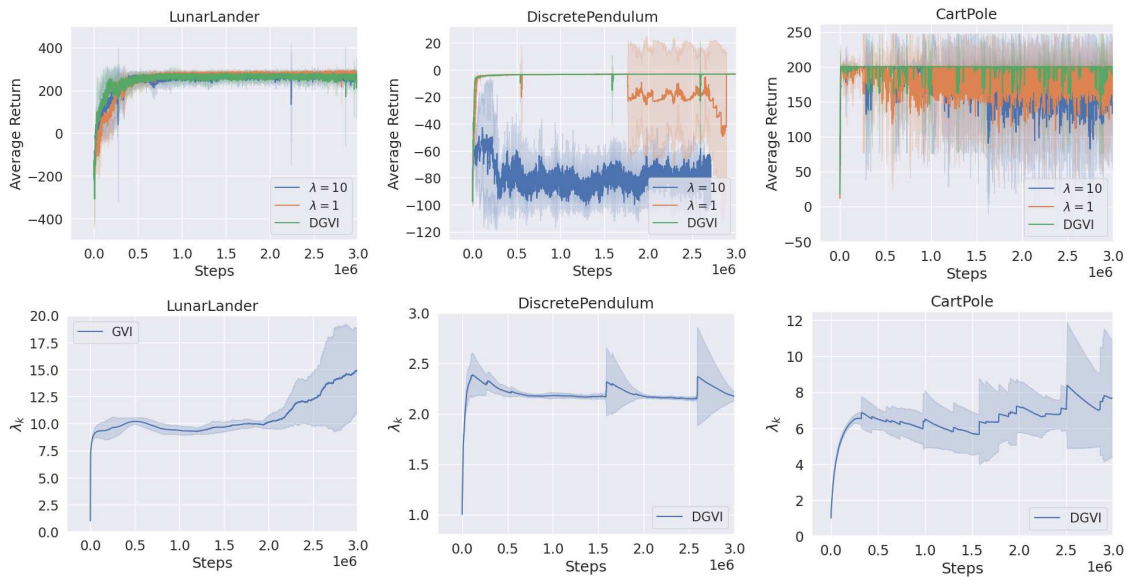 LunarLander
400
200
0
−200
−400
Average Return
λ = 10
λ = 1
DGVI
0.0 0.5 1.0 1.5 2.0 2.5 3.0
Steps
1e6
DiscretePendulum
20
0
−20
−40
−60
−80
−100
−120
Average Return
λ = 10
λ = 1
DGVI
0.0 0.5 1.0 1.5 2.0 2.5 3.0
Steps
1e6
CartPole
250
200
150
100
50
0
−50
Average Return
λ = 10
λ = 1
DGVI
0.0 0.5 1.0 1.5 2.0 2.5 3.0
Steps
1e6
LunarLander
20.0
17.5
15.0
12.5
10.0
7.5
5.0
2.5
0.0
λk
GVI
0.0 0.5 1.0 1.5 2.0 2.5 3.0
Steps
1e6
DiscretePendulum
3.0
2.5
2.0
1.5
1.0
λk
DGVI
0.0 0.5 1.0 1.5 2.0 2.5 3.0
Steps
1e6
CartPole
12
10
8
6
4
2
0
λk
DGVI
0.0 0.5 1.0 1.5 2.0 2.5 3.0
Steps
1e6